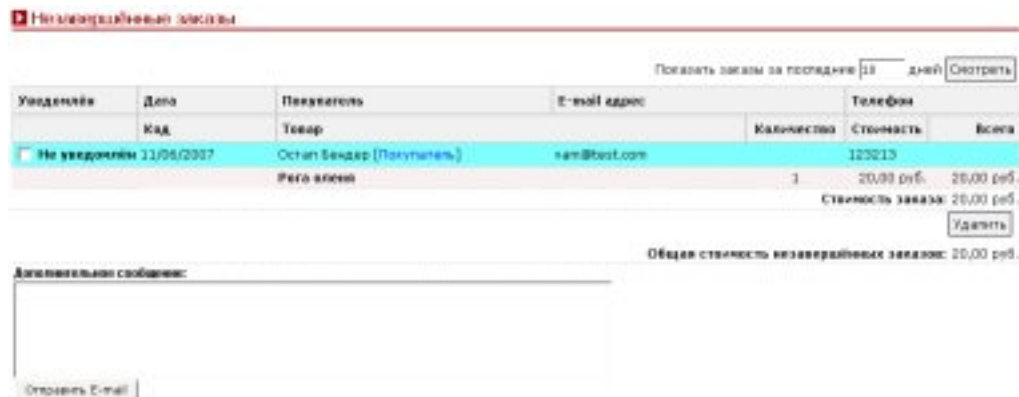 Незавершённые заказы
Показать заказы за последние 10 дней Смотреть
Уведомлён Дата Покупатель E-mail адрес Телефон
Код Товар Количество Стоимость Всего
Не уведомлён 11/06/2007 Остап Бендер [Покупатель] @test.com 123213
Рога оленя 1 20,00 руб. 20,00 руб.
Стоимость заказа: 20,00 руб.
Удалить
Общая стоимость незавершённых заказов: 20,00 руб.
Дополнительное сообщение:
Отправить E-mail